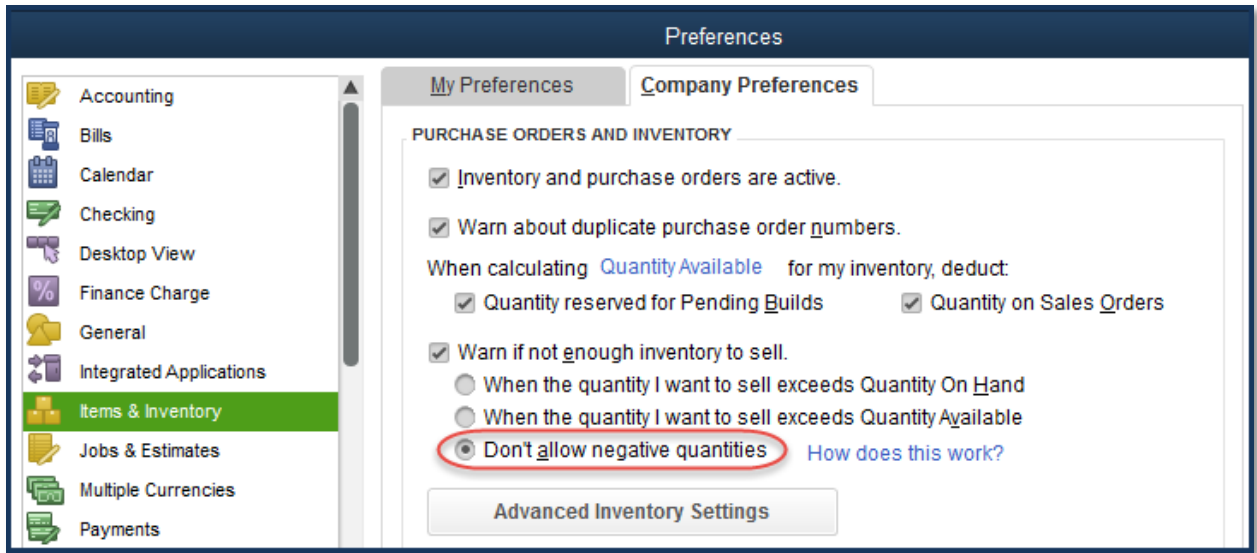 Preferences
Accounting
Bills
Calendar
Checking
Desktop View
% Finance Charge
General
Integrated Applications
Items & Inventory
Jobs & Estimates
Multiple Currencies
Payments
My Preferences
Company Preferences
PURCHASE ORDERS AND INVENTORY
Inventory and purchase orders are active.
Warn about duplicate purchase order numbers.
When calculating Quantity Available for my inventory, deduct:
Quantity reserved for Pending Builds Quantity on Sales Orders
Warn if not enough inventory to sell.
When the quantity I want to sell exceeds Quantity On Hand
When the quantity I want to sell exceeds Quantity Available
Don't allow negative quantities How does this work?
Advanced Inventory Settings